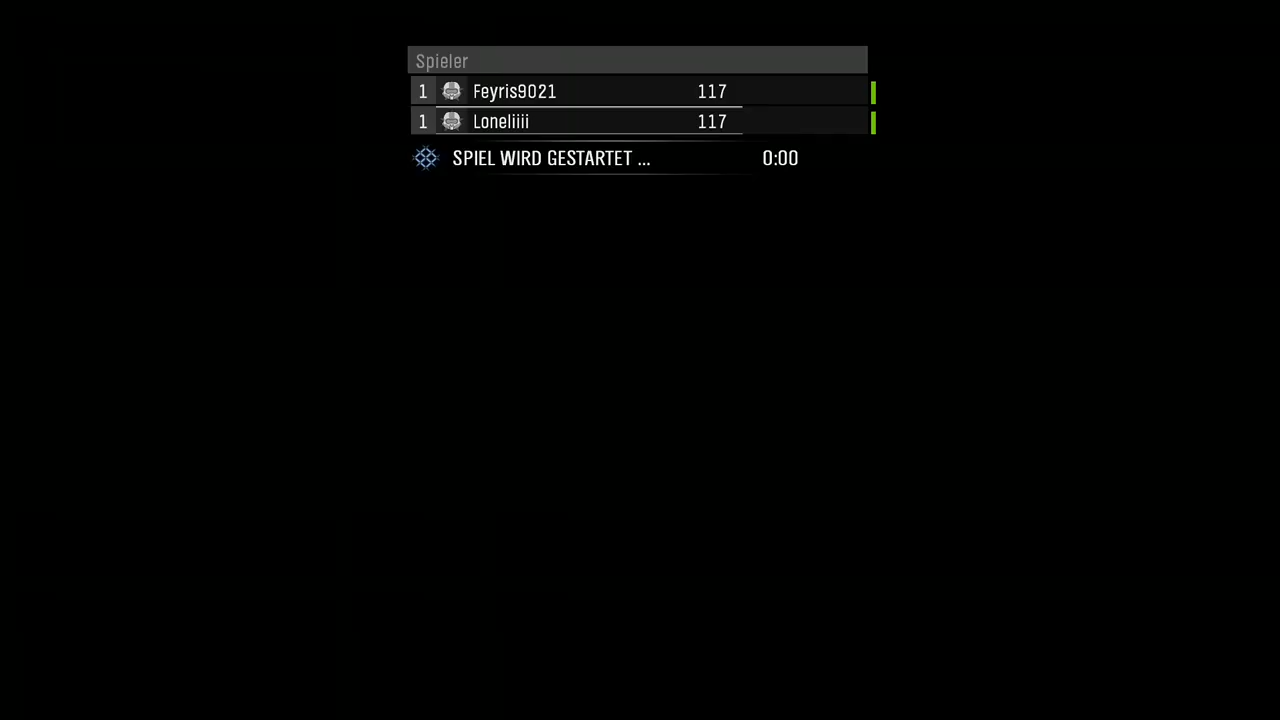 Spieler
1 Feyris9021 117
1 Loneliiii 117
SPIEL WIRD GESTARTET ... 0:00